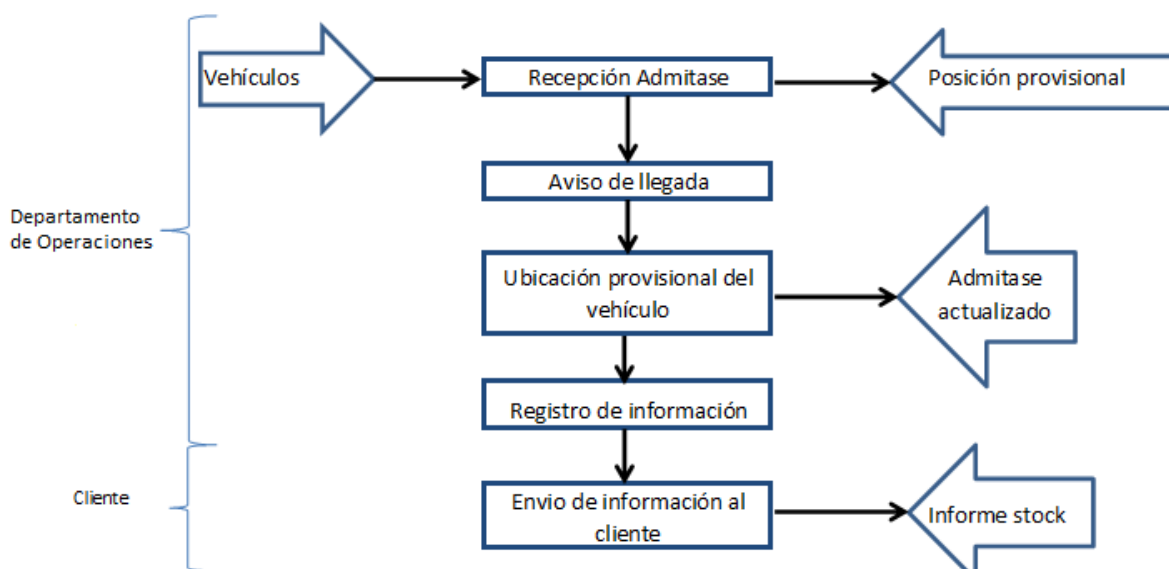 Vehículos
Recepción Admitase
Posición provisional
Aviso de llegada
Departamento
de Operaciones
Ubicación provisional del
vehículo
Admitase
actualizado
Registro de información
Cliente
Envio de información al
cliente
Informe stock